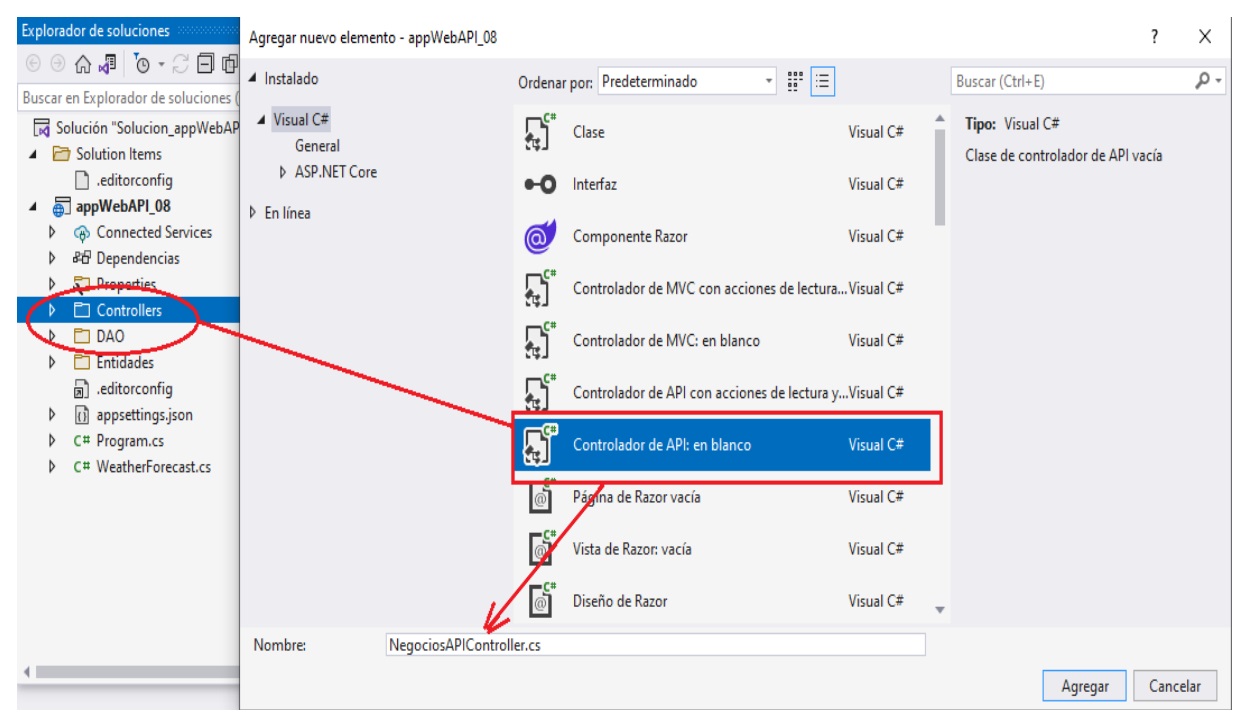 Explorador de soluciones
Buscar en Explorador de soluciones (
Solución "Solucion_appWebAP
Solution Items
.editorconfig
appWebAPI_08
Connected Services
Dependencias
Properties
Controllers
DAO
Entidades
.editorconfig
appsettings.json
C# Program.cs
C# WeatherForecast.cs
Agregar nuevo elemento - appWebAPI_08
? X
Instalado
Visual C#
General
ASP.NET Core
En línea
Ordenar por: Predeterminado
Clase Visual C#
Interfaz Visual C#
Componente Razor Visual C#
Controlador de MVC con acciones de lectura... Visual C#
Controlador de MVC: en blanco Visual C#
Controlador de API con acciones de lectura y... Visual C#
Controlador de API: en blanco Visual C#
Página de Razor vacía Visual C#
Vista de Razor: vacía Visual C#
Diseño de Razor Visual C#
Buscar (Ctrl+E)
Tipo: Visual C#
Clase de controlador de API vacía
Nombre: NegociosAPIController.cs
Agregar Cancelar